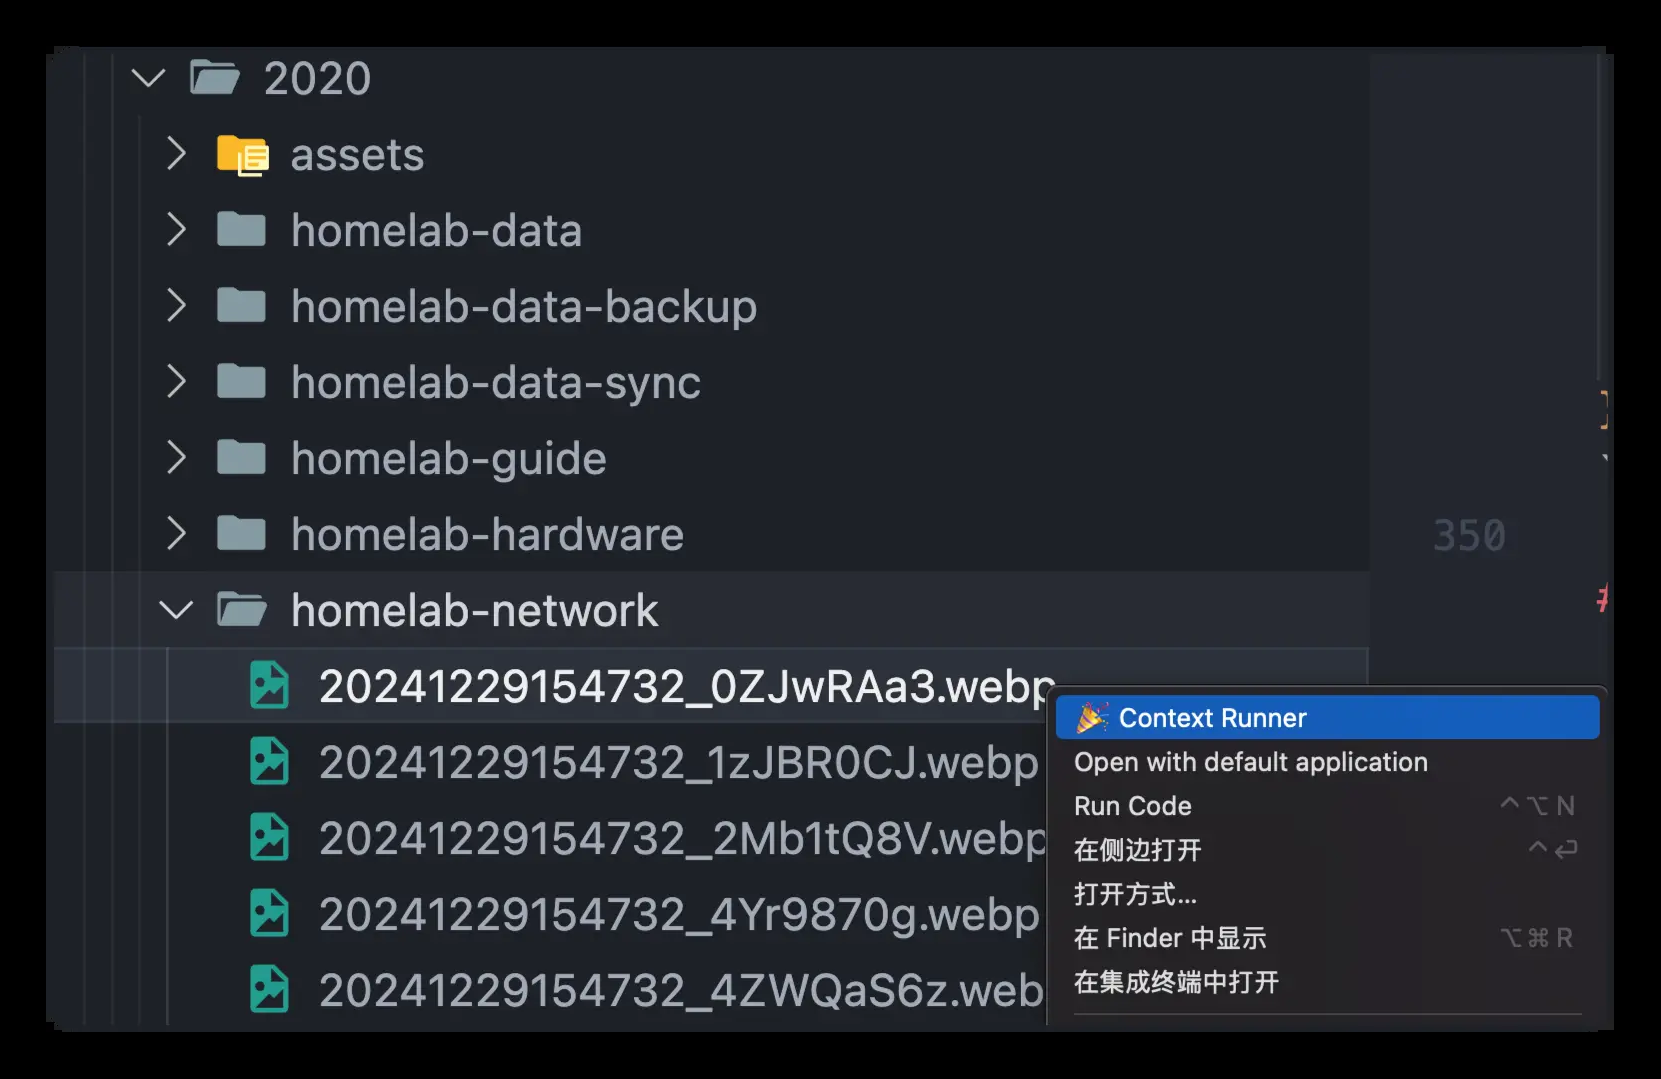 2020
assets
homelab-data
homelab-data-backup
homelab-data-sync
homelab-guide
homelab-hardware
350
homelab-network
#
20241229154732_0ZJwRAa3.webp
🎉 Context Runner
20241229154732_1zJBR0CJ.webp
Open with default application
Run Code ^⌥N
20241229154732_2Mb1tQ8V.webp
在侧边打开 ^⏎
打开方式...
20241229154732_4Yr9870g.webp
在 Finder 中显示 ⌥⌘R
20241229154732_4ZWQaS6z.web
在集成终端中打开